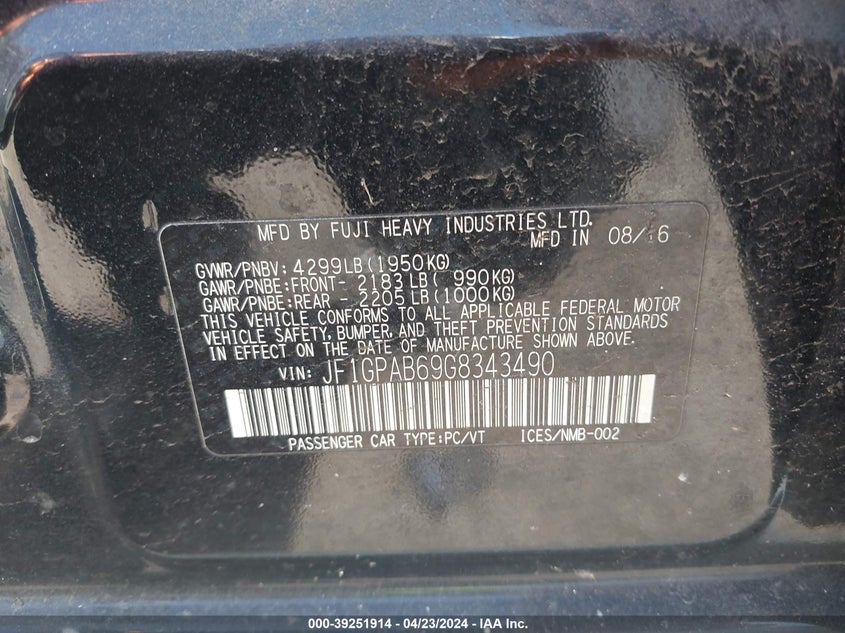 MFD BY FUJI HEAVY INDUSTRIES LTD.
MFD IN 08/16
GVWR/PNBV: 4299LB(1950KG)
GAWR/PNBE:FRONT- 2183LB( 990KG)
GAWR/PNBE:REAR - 2205LB(1000KG)
THIS VEHICLE CONFORMS TO ALL APPLICABLE FEDERAL MOTOR
VEHICLE SAFETY, BUMPER, AND THEFT PREVENTION STANDARDS
IN EFFECT ON THE DATE OF MANUFACTURE SHOWN ABOVE.
VIN: JF1GPAB69G8343490
PASSENGER CAR TYPE:PC/VT ICES/NMB-002
000-39251914 - 04/23/2024 - IAA Inc.